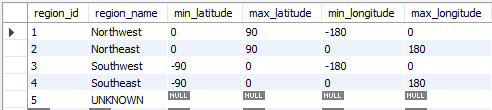 region_id region_name min_latitude max_latitude min_longitude max_longitude
1 Northwest 0 90 -180 0
2 Northeast 0 90 0 180
3 Southwest -90 0 -180 0
4 Southeast -90 0 0 180
5 UNKNOWN NULL NULL NULL NULL